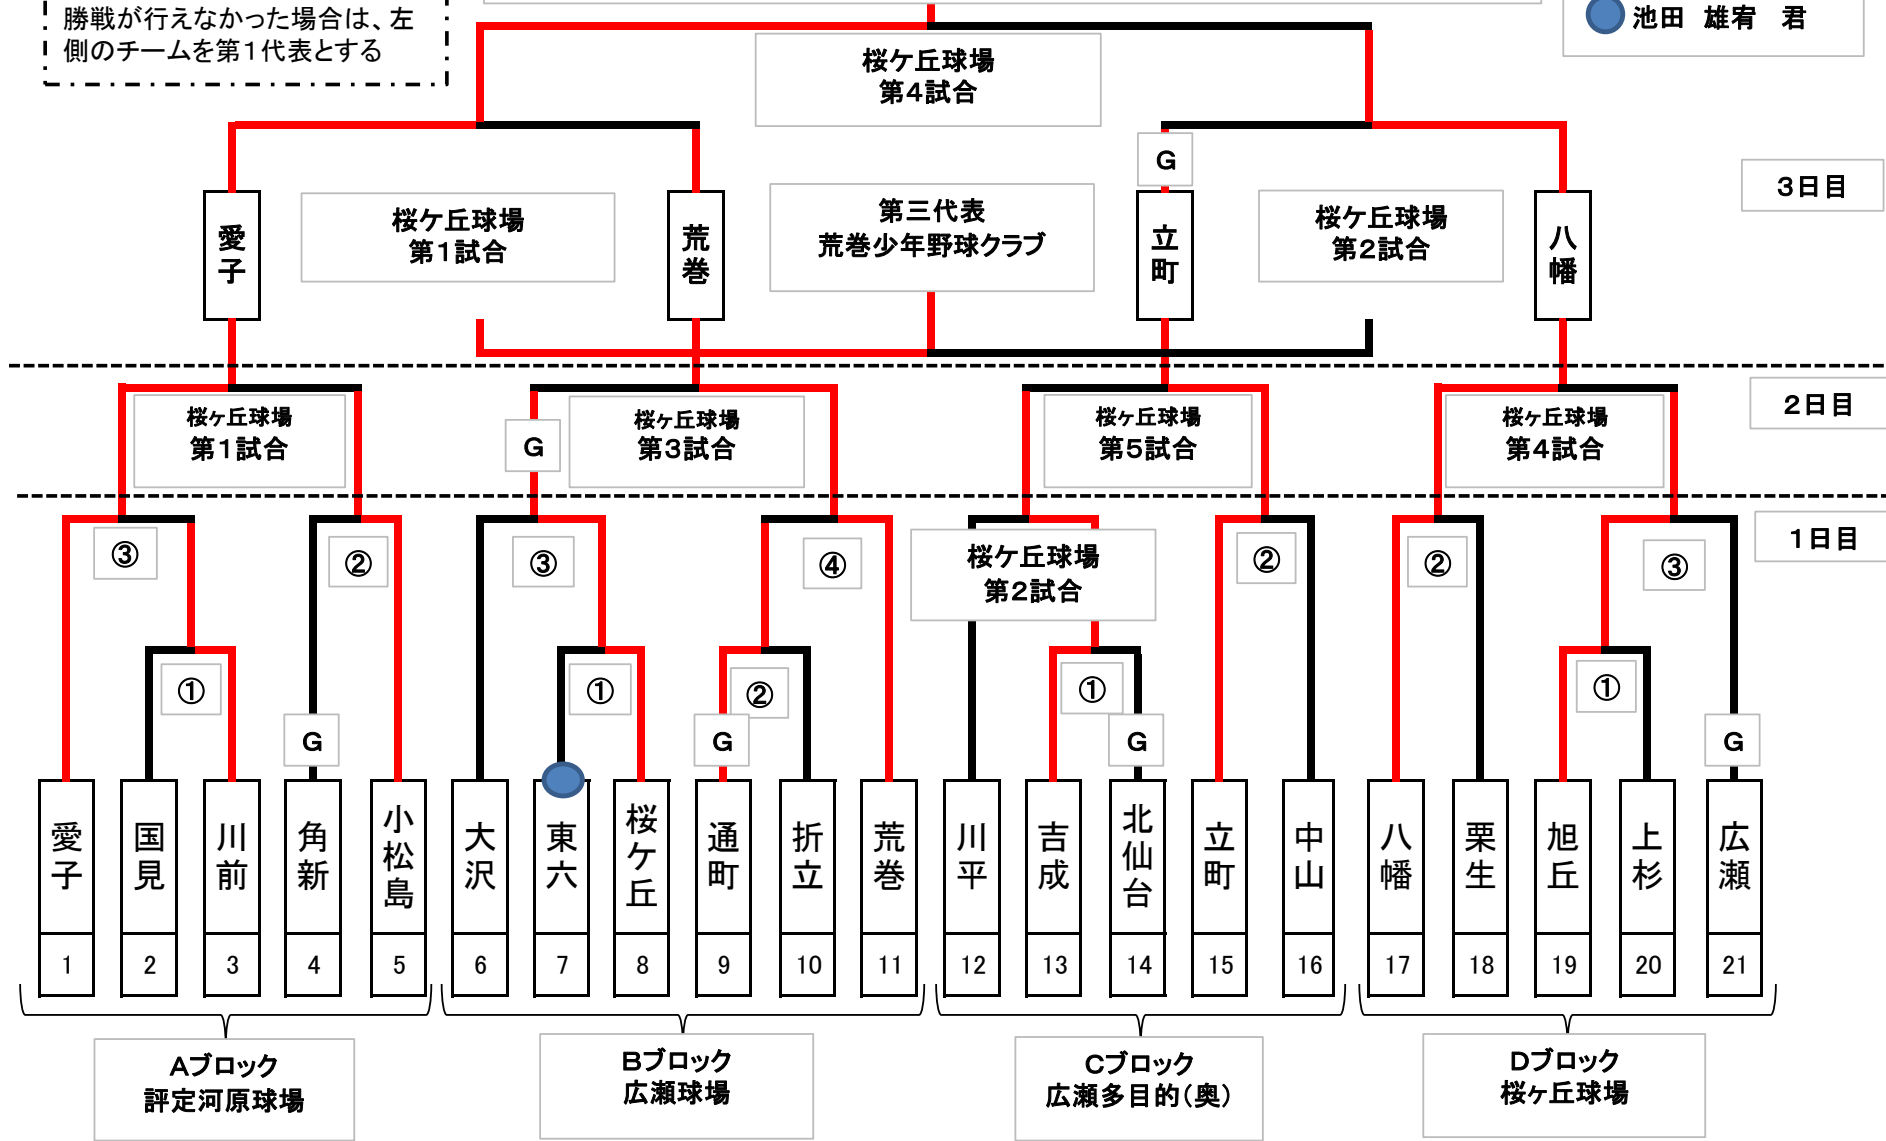 勝戦が行えなかった場合は、左
側のチームを第1代表とする
池田 雄宥 君
桜ケ丘球場
第4試合
G
3日目
愛子
桜ケ丘球場
第1試合
荒巻
第三代表
荒巻少年野球クラブ
立町
桜ケ丘球場
第2試合
八幡
2日目
桜ヶ丘球場
第1試合
G
桜ヶ丘球場
第3試合
桜ヶ丘球場
第5試合
桜ヶ丘球場
第4試合
1日目
③
②
③
④
桜ケ丘球場
第2試合
②
②
③
①
①
②
①
①
G
G
G
G
愛子
国見
川前
角新
小松島
大沢
東六
桜ケ丘
通町
折立
荒巻
川平
吉成
北仙台
立町
中山
八幡
栗生
旭丘
上杉
広瀬
1 2 3 4 5 6 7 8 9 10 11 12 13 14 15 16 17 18 19 20 21
Aブロック
評定河原球場
Bブロック
広瀬球場
Cブロック
広瀬多目的(奥)
Dブロック
桜ヶ丘球場